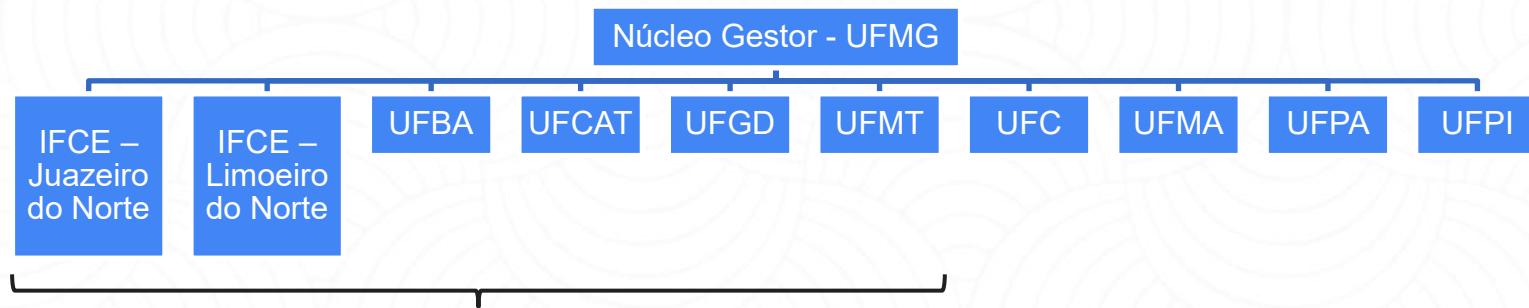 Núcleo Gestor - UFMG
IFCE –
Juazeiro
do Norte
IFCE –
Limoeiro
do Norte
UFBA
UFCAT
UFGD
UFMT
UFC
UFMA
UFPA
UFPI